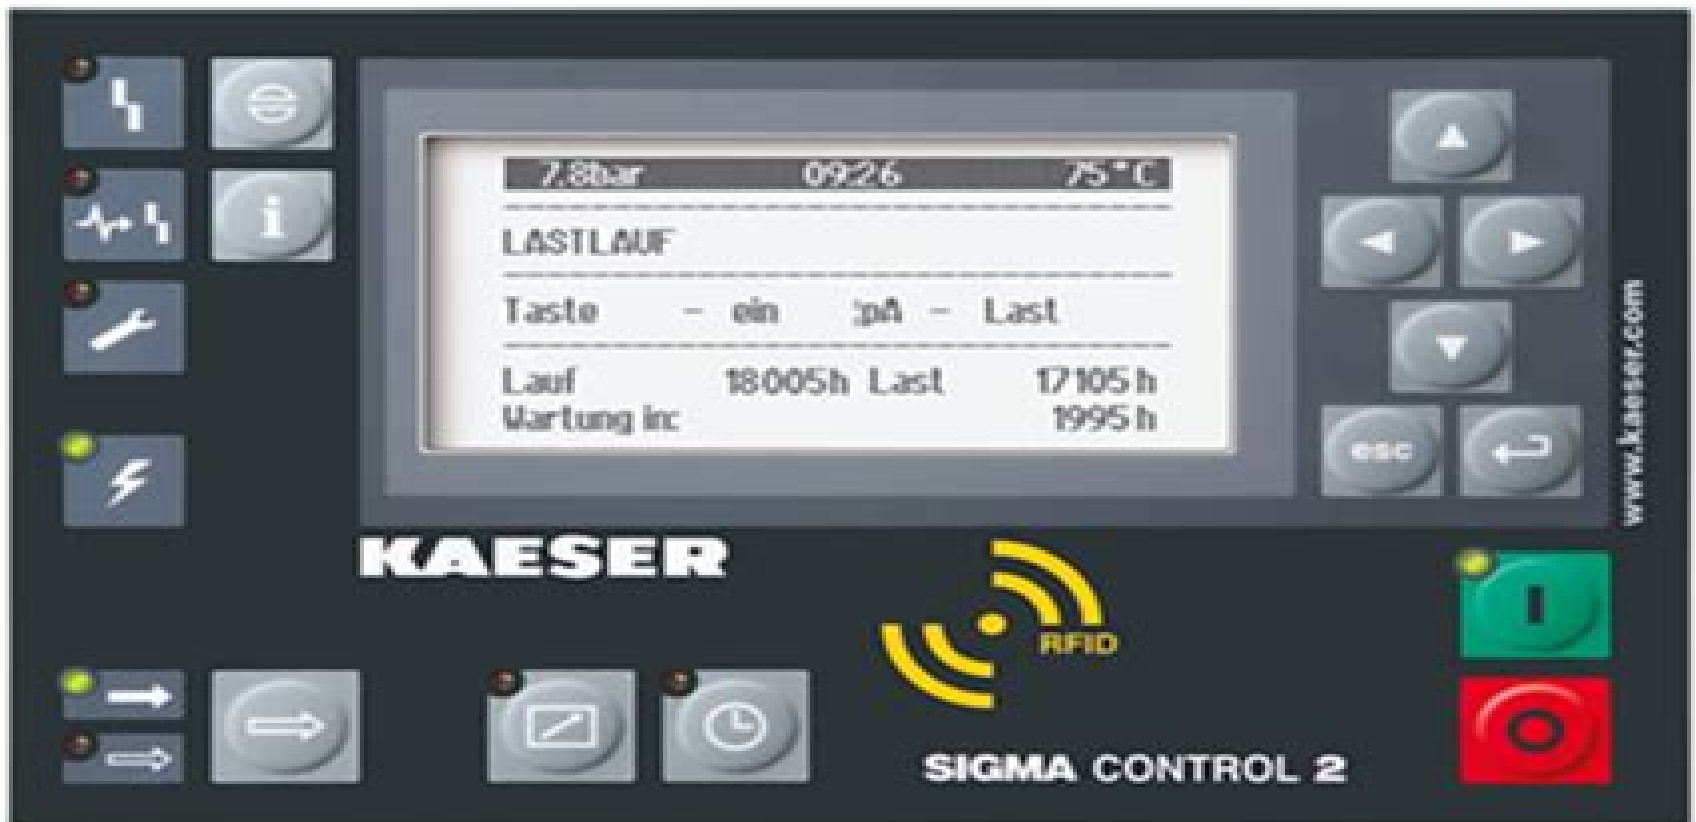 7.8bar 09:26 75°C
LASTLAUF
Taste - ein :pA - Last
Lauf 18005h Last 17105h
Wartung in: 1995h
esc
www.kaeser.com
KAESER
RFID
SIGMA CONTROL 2